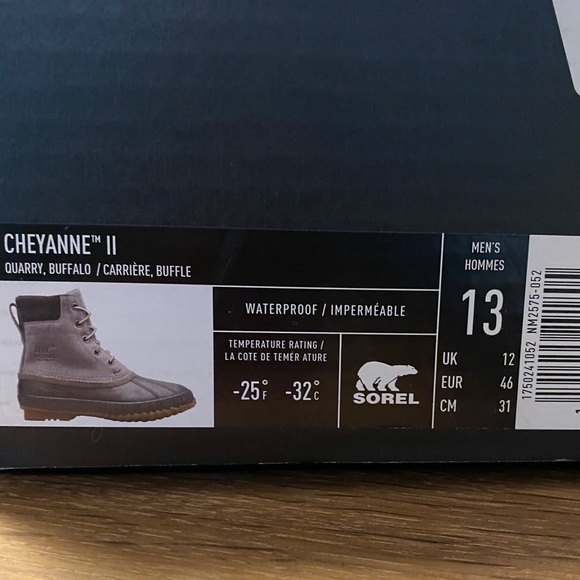 CHEYANNE™ II
QUARRY, BUFFALO / CARRIÈRE, BUFFLE
WATERPROOF / IMPERMÉABLE
TEMPERATURE RATING /
LA COTE DE TEMÉR ATURE
-25°F -32°C
SOREL
MEN'S
HOMMES
13
UK 12
EUR 46
CM 31
1750241052 NM2575-052